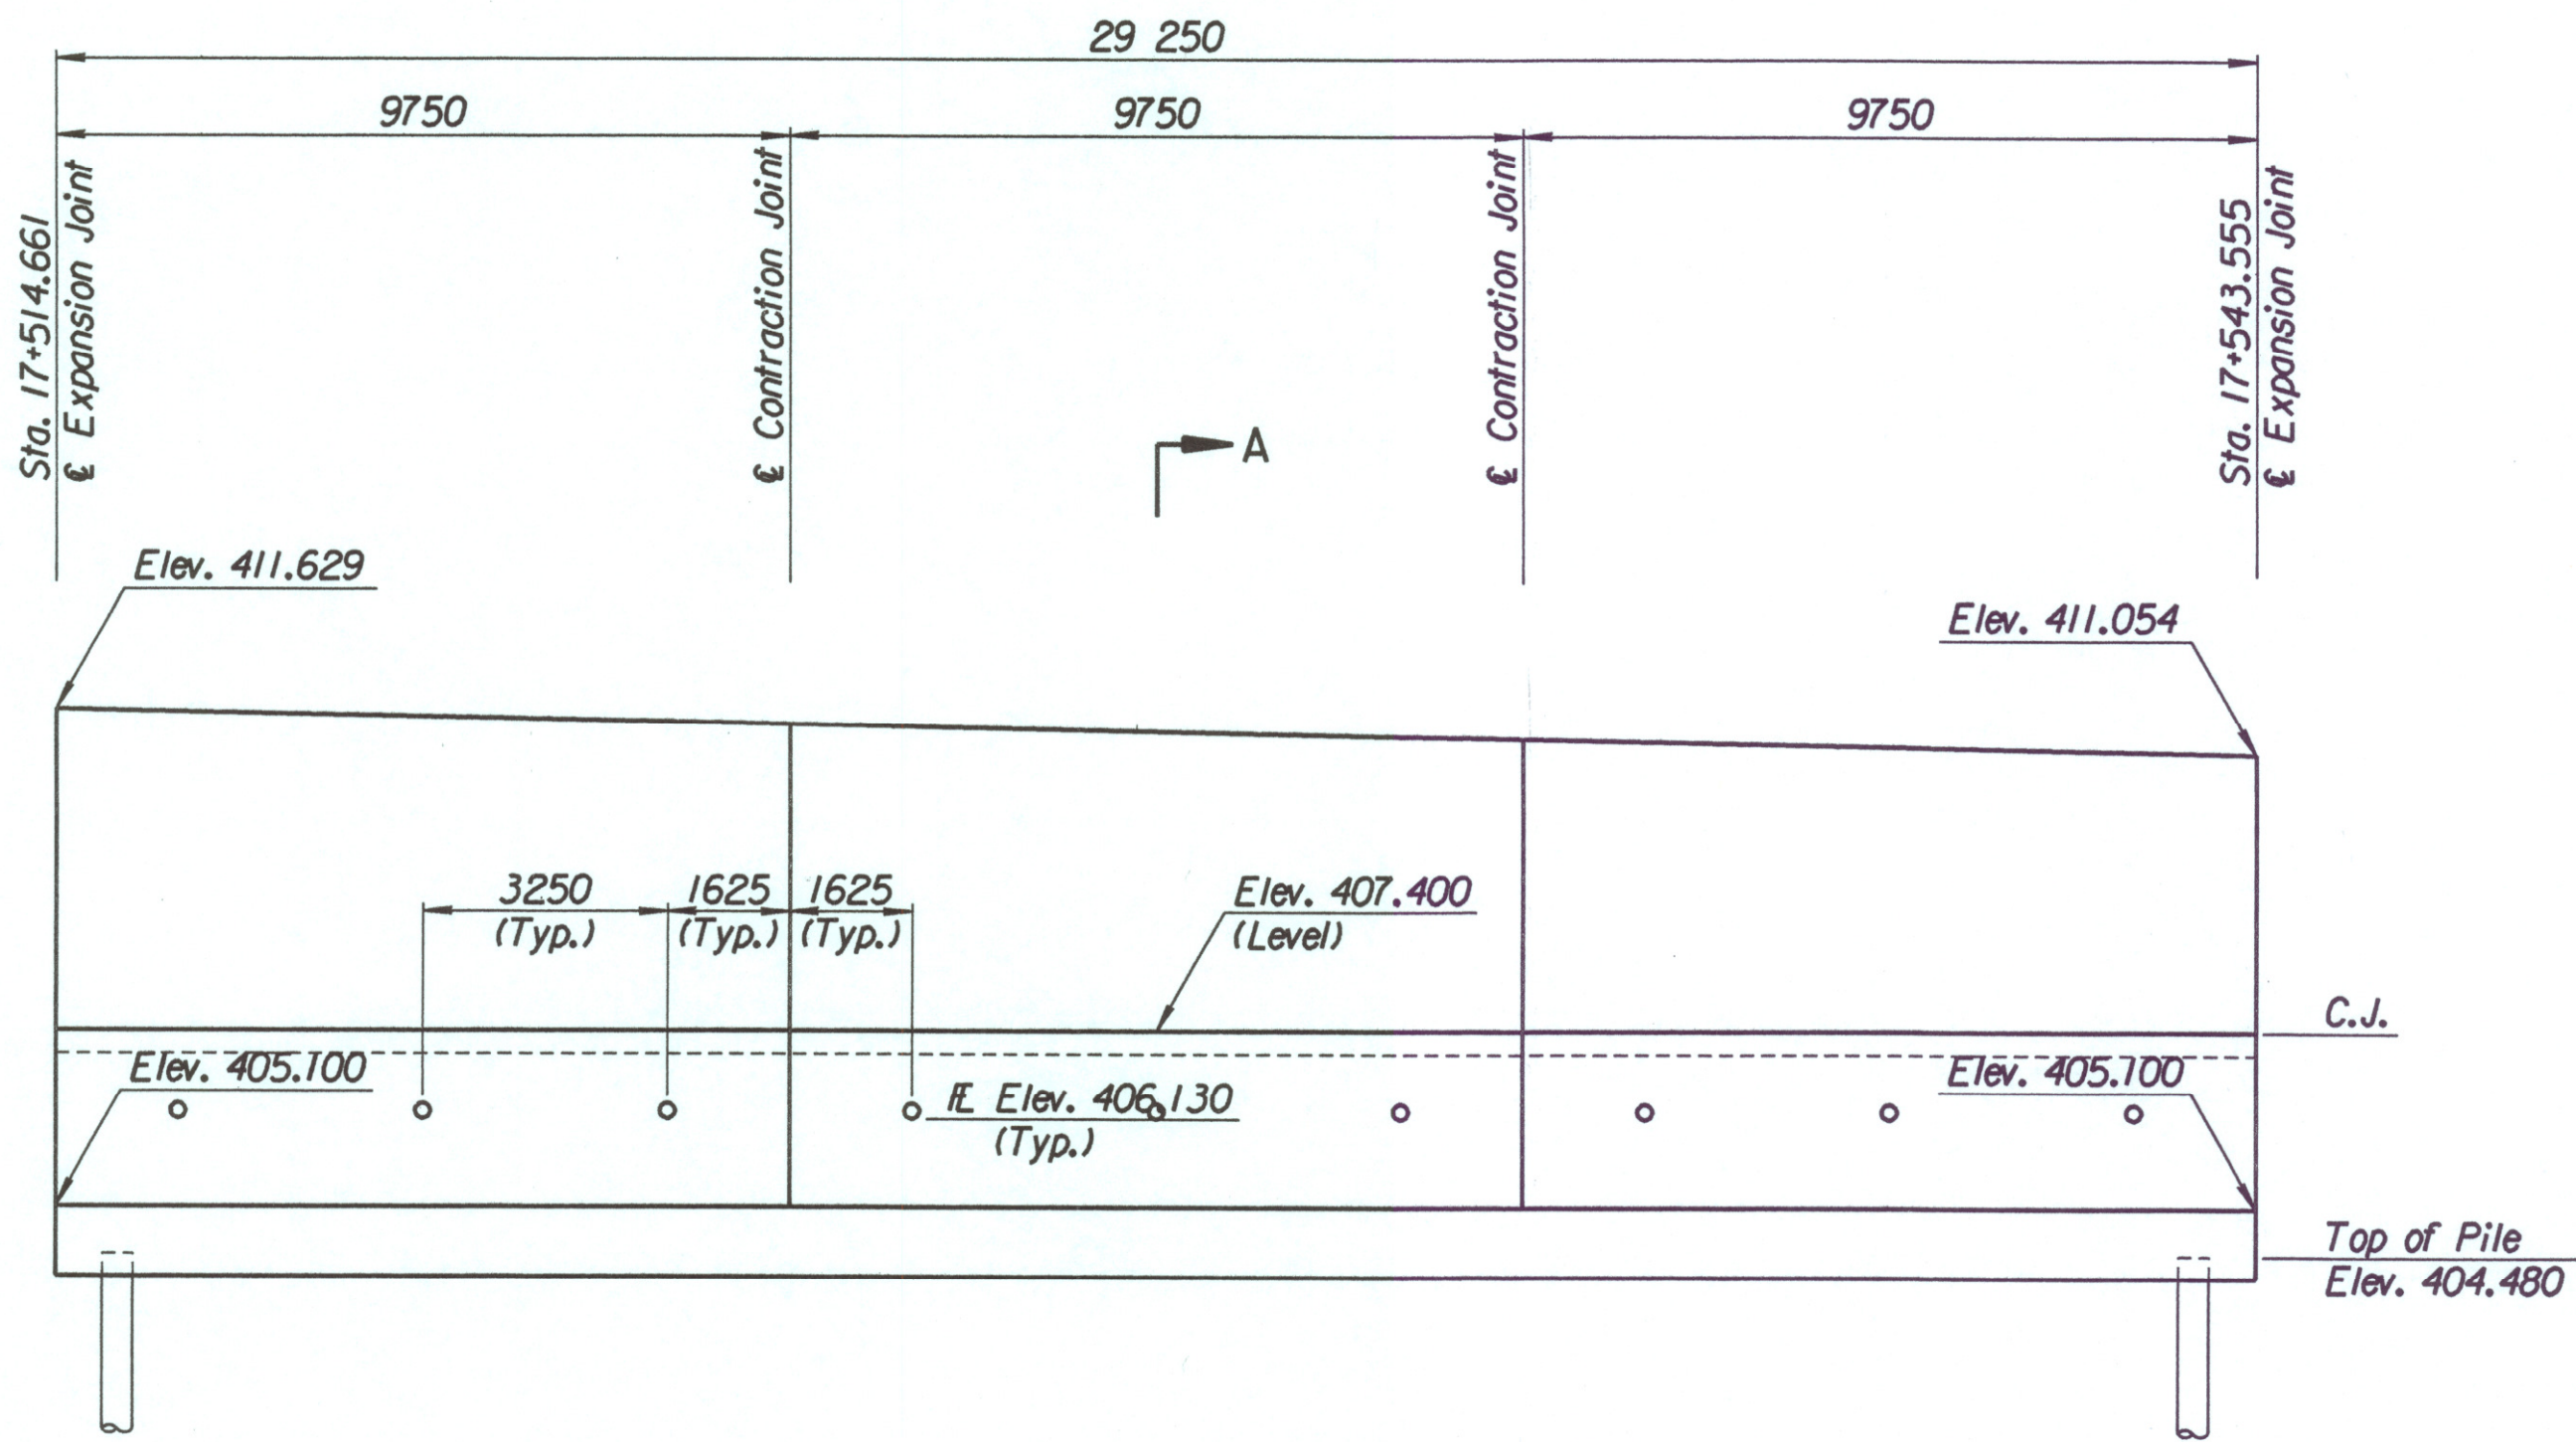 29 250
9750
9750
9750
Sta. 17+514.661
℄ Expansion Joint
℄ Contraction Joint
℄ Contraction Joint
Sta. 17+543.555
℄ Expansion Joint
A
Elev. 411.629
Elev. 411.054
3250
(Typ.)
1625
(Typ.)
1625
(Typ.)
Elev. 407.400
(Level)
C.J.
Elev. 405.100
Elev. 406.130
(Typ.)
Elev. 405.100
Top of Pile
Elev. 404.480